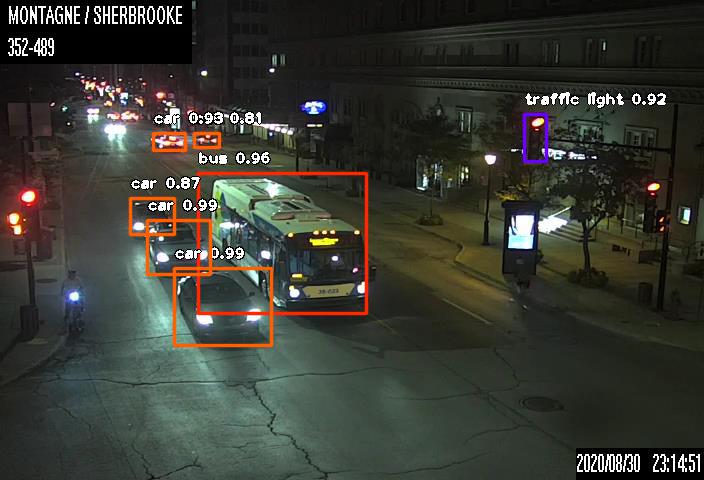 MONTAGNE / SHERBROOKE
352-489
traffic light 0.92
car 0.93 0.81
bus 0.96
car 0.87
car 0.99
car 0.99
2020/08/30 23:14:51